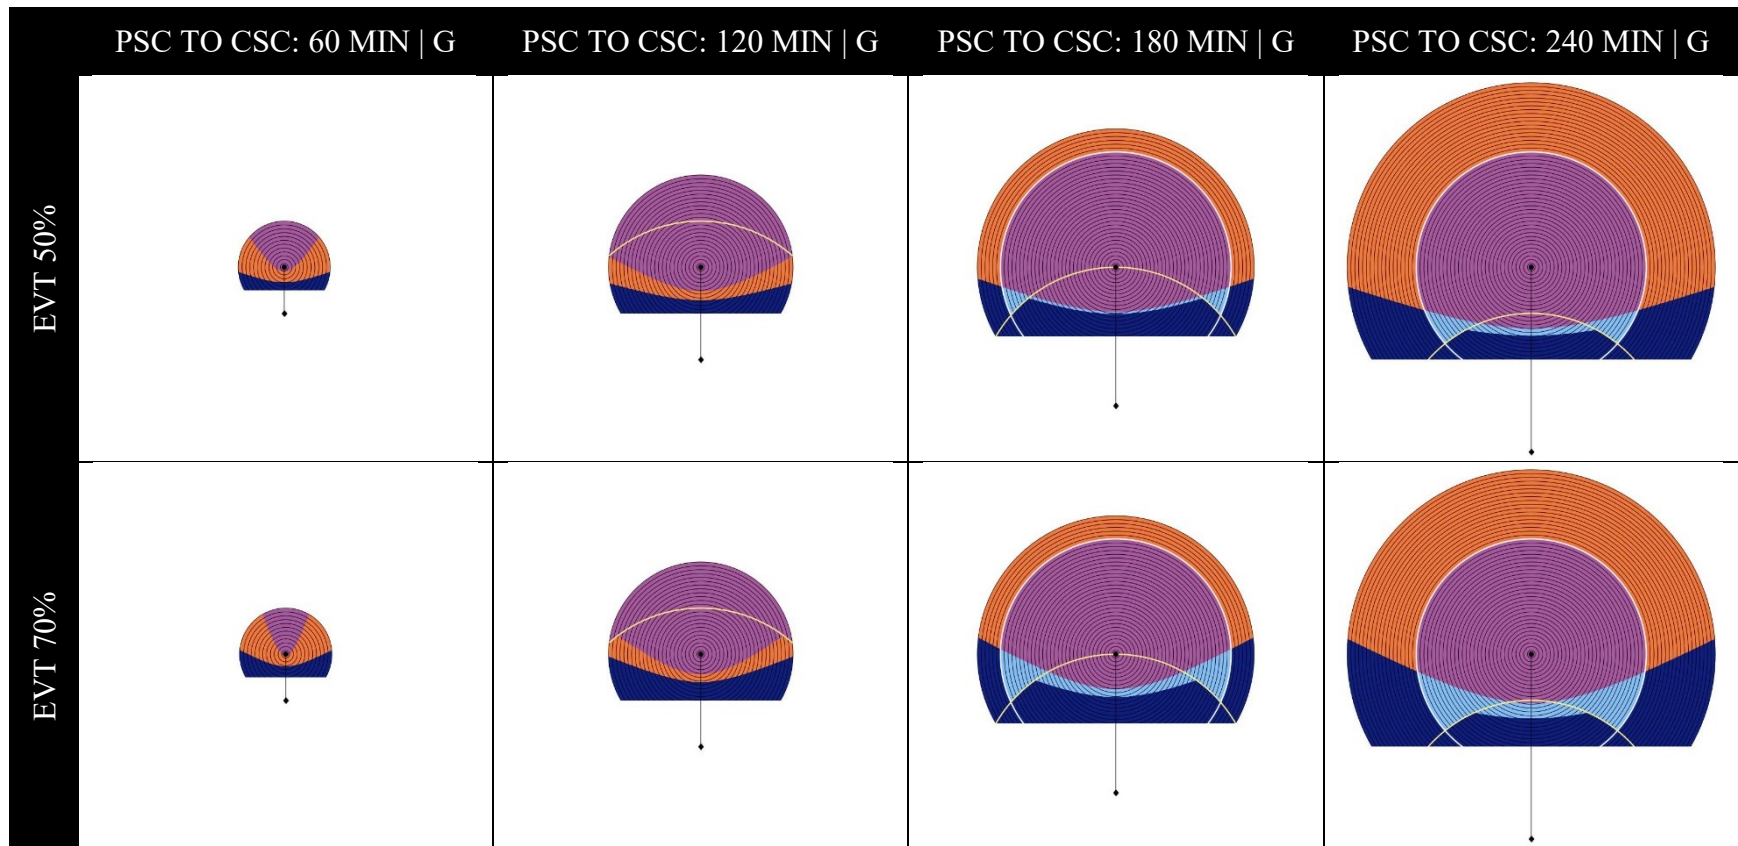 PSC TO CSC: 60 MIN | G
PSC TO CSC: 120 MIN | G
PSC TO CSC: 180 MIN | G
PSC TO CSC: 240 MIN | G
EVT 50%
EVT 70%